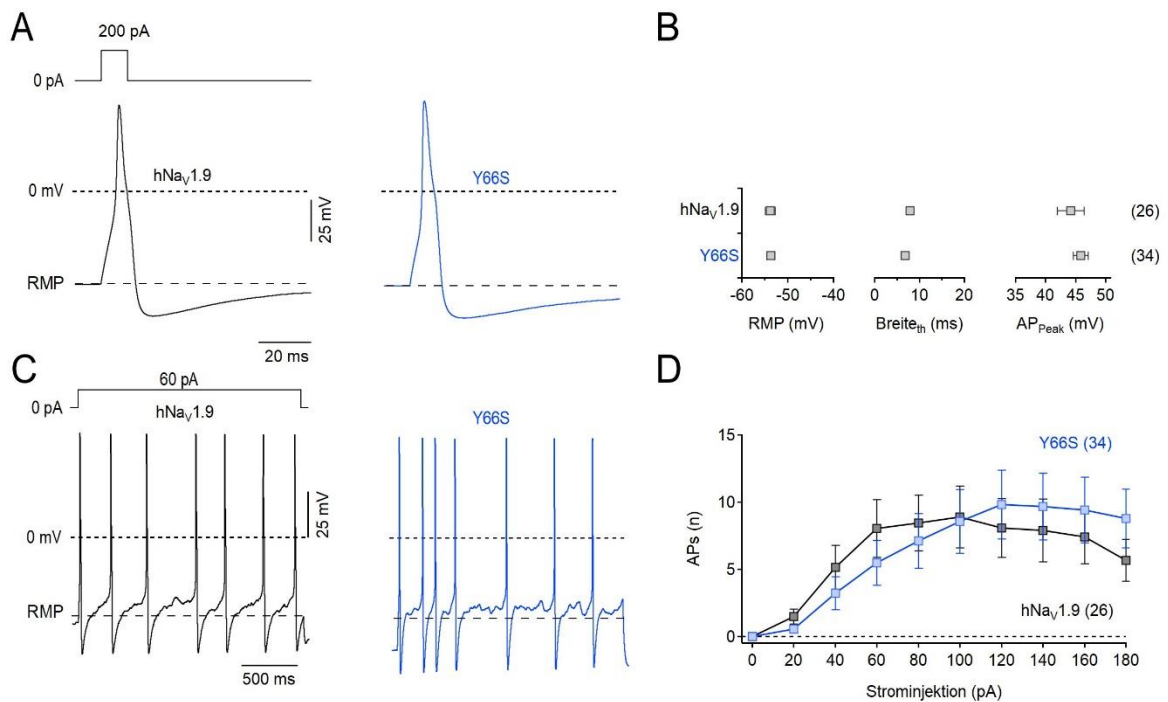 A
200 pA
0 pA
hNaV1.9
Y66S
0 mV
25 mV
RMP
20 ms
B
hNaV1.9
(26)
Y66S
(34)
-60 -50 -40
0 10 20
35 40 45 50
RMP (mV)
Breiteth (ms)
APPeak (mV)
C
60 pA
0 pA
hNaV1.9
Y66S
25 mV
0 mV
RMP
500 ms
D
15
Y66S (34)
10
APs (n)
5
hNaV1.9 (26)
0
0 20 40 60 80 100 120 140 160 180
Strominjektion (pA)